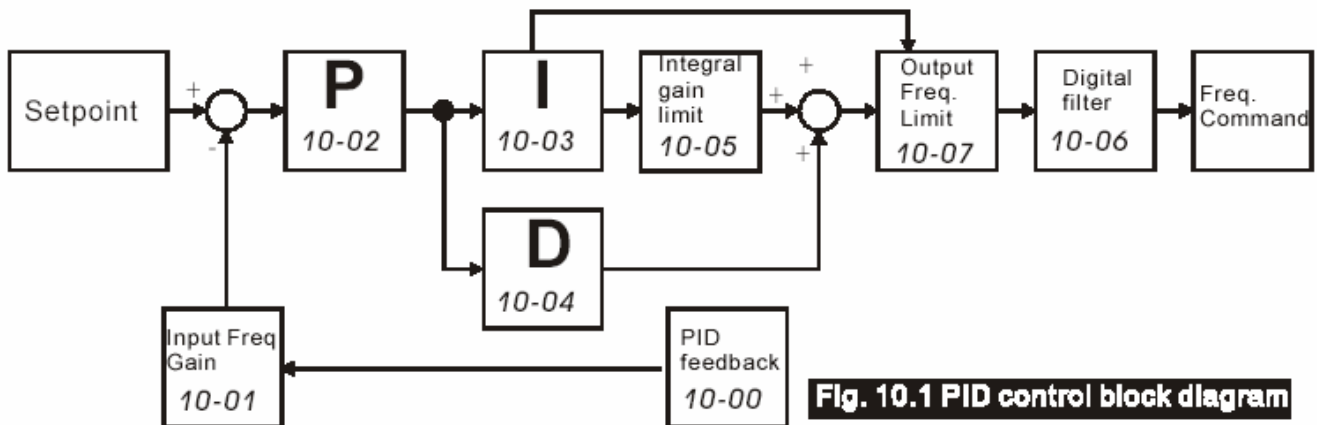 Setpoint
+
-
P
10-02
I
10-03
Integral
gain
limit
10-05
+
+
+
Output
Freq.
Limit
10-07
Digital
filter
10-06
Freq.
Command
D
10-04
Input Freq
Gain
10-01
PID
feedback
10-00
Fig. 10.1 PID control block diagram